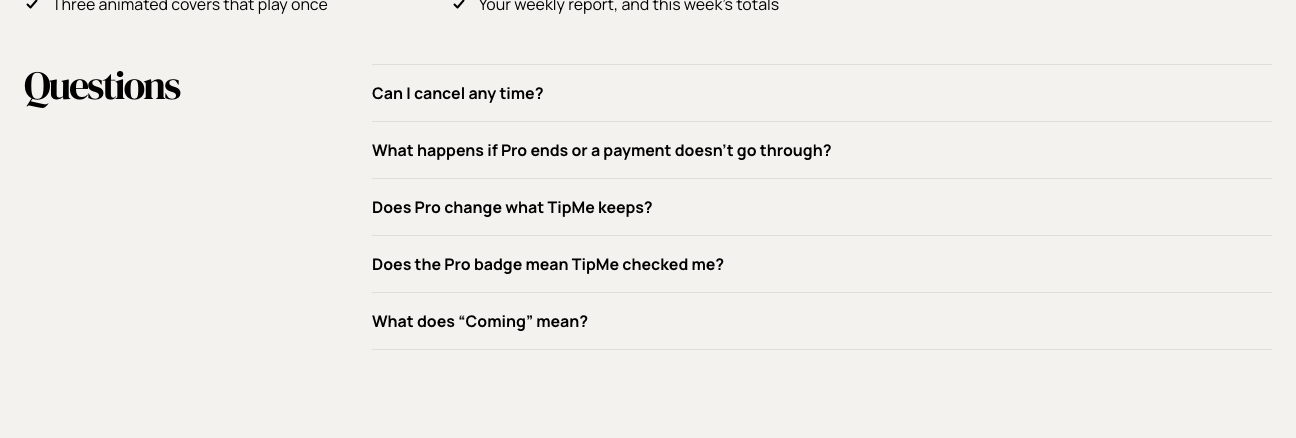 Three animated covers that play once
Your weekly report, and this week's totals
Questions
Can I cancel any time?
What happens if Pro ends or a payment doesn’t go through?
Does Pro change what TipMe keeps?
Does the Pro badge mean TipMe checked me?
What does “Coming” mean?